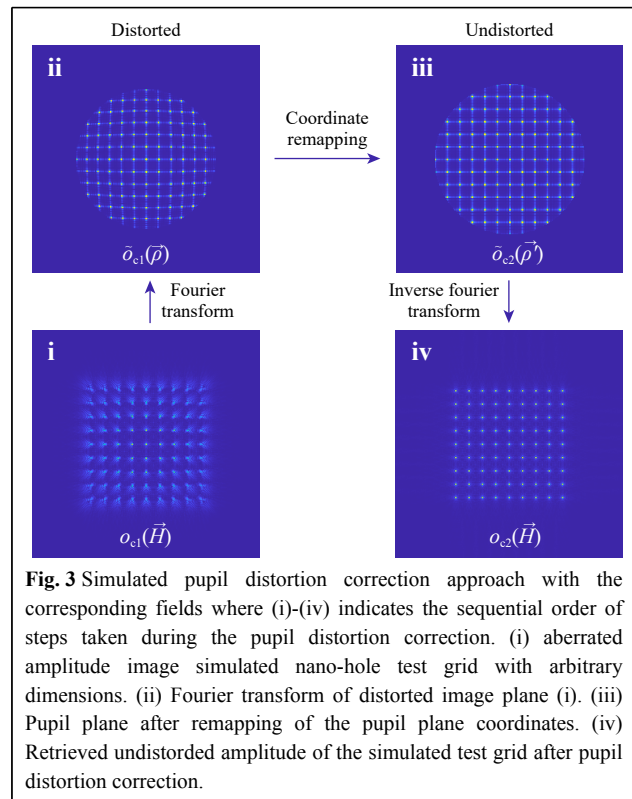 Distorted
Undistorted
ii
iii
Coordinate
remapping
õc1(ρ⃗)
õc2(ρ⃗′)
Fourier
transform
Inverse fourier
transform
i
iv
oc1(H⃗)
oc2(H⃗)
Fig. 3 Simulated pupil distortion correction approach with the
corresponding fields where (i)-(iv) indicates the sequential order of
steps taken during the pupil distortion correction. (i) aberrated
amplitude image simulated nano-hole test grid with arbitrary
dimensions. (ii) Fourier transform of distorted image plane (i). (iii)
Pupil plane after remapping of the pupil plane coordinates. (iv)
Retrieved undistorded amplitude of the simulated test grid after pupil
distortion correction.